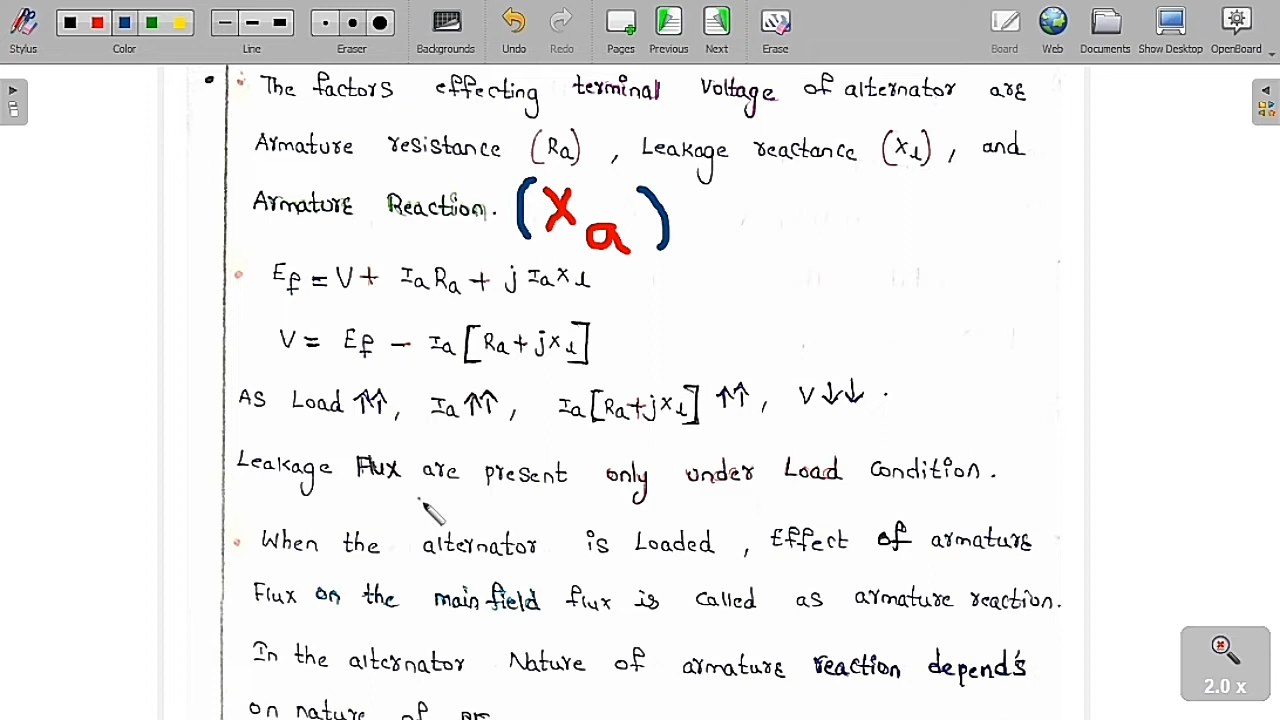 Stylus Color Line Eraser Backgrounds Undo Redo Pages Previous Next Erase Board Web Documents Show Desktop OpenBoard
• The factors effecting terminal Voltage of alternator are
Armature resistance (Ra), Leakage reactance (Xl), and
Armature Reaction. (Xa)
• Ef = V + IaRa + j IaXl
V = Ef - Ia[Ra + jXl]
As Load ↑↑, Ia↑↑, Ia[Ra+jXl]↑↑, V↓↓.
Leakage Flux are present only under Load condition.
• When the alternator is Loaded, Effect of armature
Flux on the main field flux is called as armature reaction.
In the alternator Nature of armature reaction depend's
on nature of
2.0 x